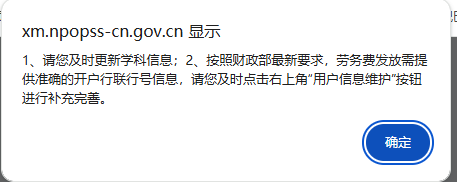 xm.npopss-cn.gov.cn 显示
1、请您及时更新学科信息；2、按照财政部最新要求，劳务费发放需提
供准确的开户行联行号信息，请您及时点击右上角“用户信息维护”按钮
进行补充完善。
确定